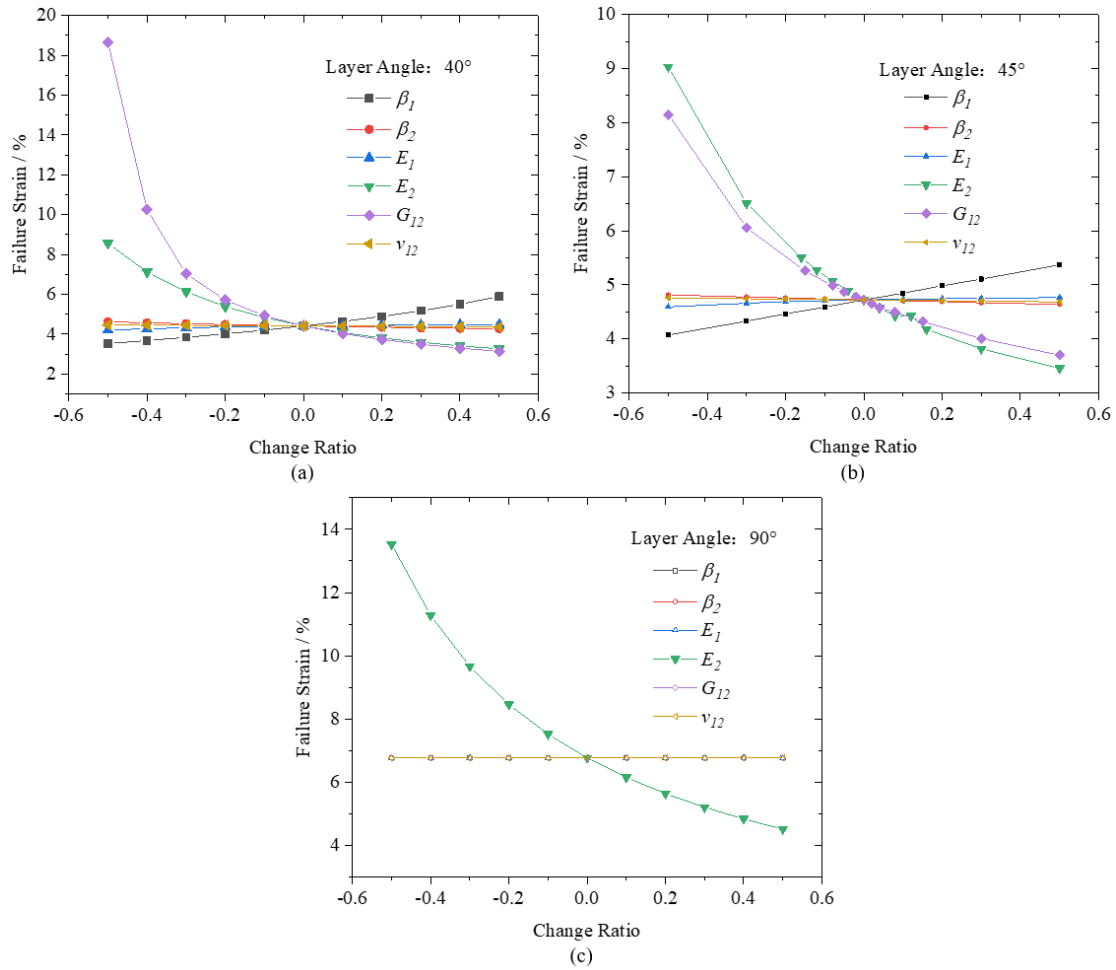 20
18
16
14
12
10
8
6
4
2
Failure Strain / %
Layer Angle：40°
β1
β2
E1
E2
G12
v12
-0.6 -0.4 -0.2 0.0 0.2 0.4 0.6
Change Ratio
(a)
10
9
8
7
6
5
4
3
Failure Strain / %
Layer Angle：45°
β1
β2
E1
E2
G12
v12
-0.6 -0.4 -0.2 0.0 0.2 0.4 0.6
Change Ratio
(b)
14
12
10
8
6
4
Failure Strain / %
Layer Angle：90°
β1
β2
E1
E2
G12
v12
-0.6 -0.4 -0.2 0.0 0.2 0.4 0.6
Change Ratio
(c)